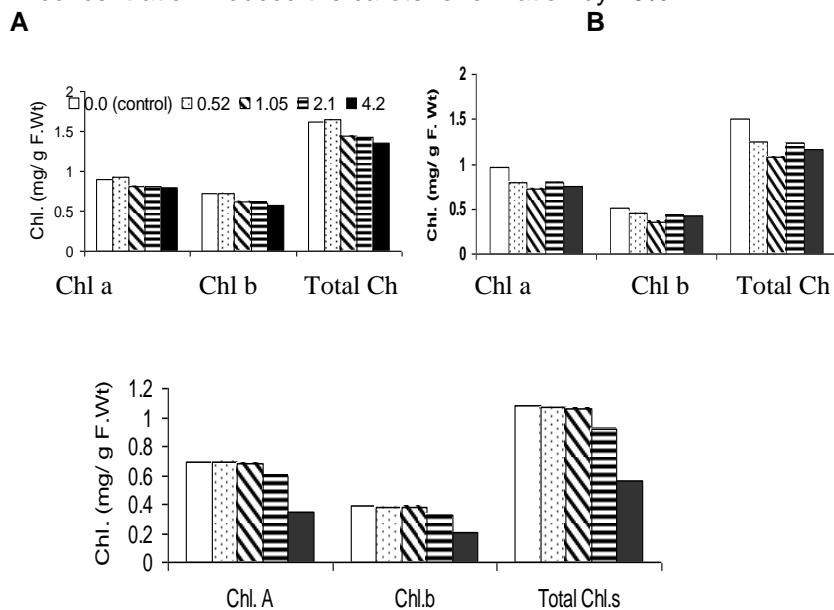 A
B
0.0 (control) 0.52 1.05 2.1 4.2
Chl. (mg/ g F.Wt)
2
1.5
1
0.5
0
Chl a Chl b Total Ch
Chl. (mg/ g F.Wt)
2
1.5
1
0.5
0
Chl a Chl b Total Ch
Chl. (mg/ g F.Wt)
1.2
1
0.8
0.6
0.4
0.2
0
Chl. A Chl.b Total Chl.s